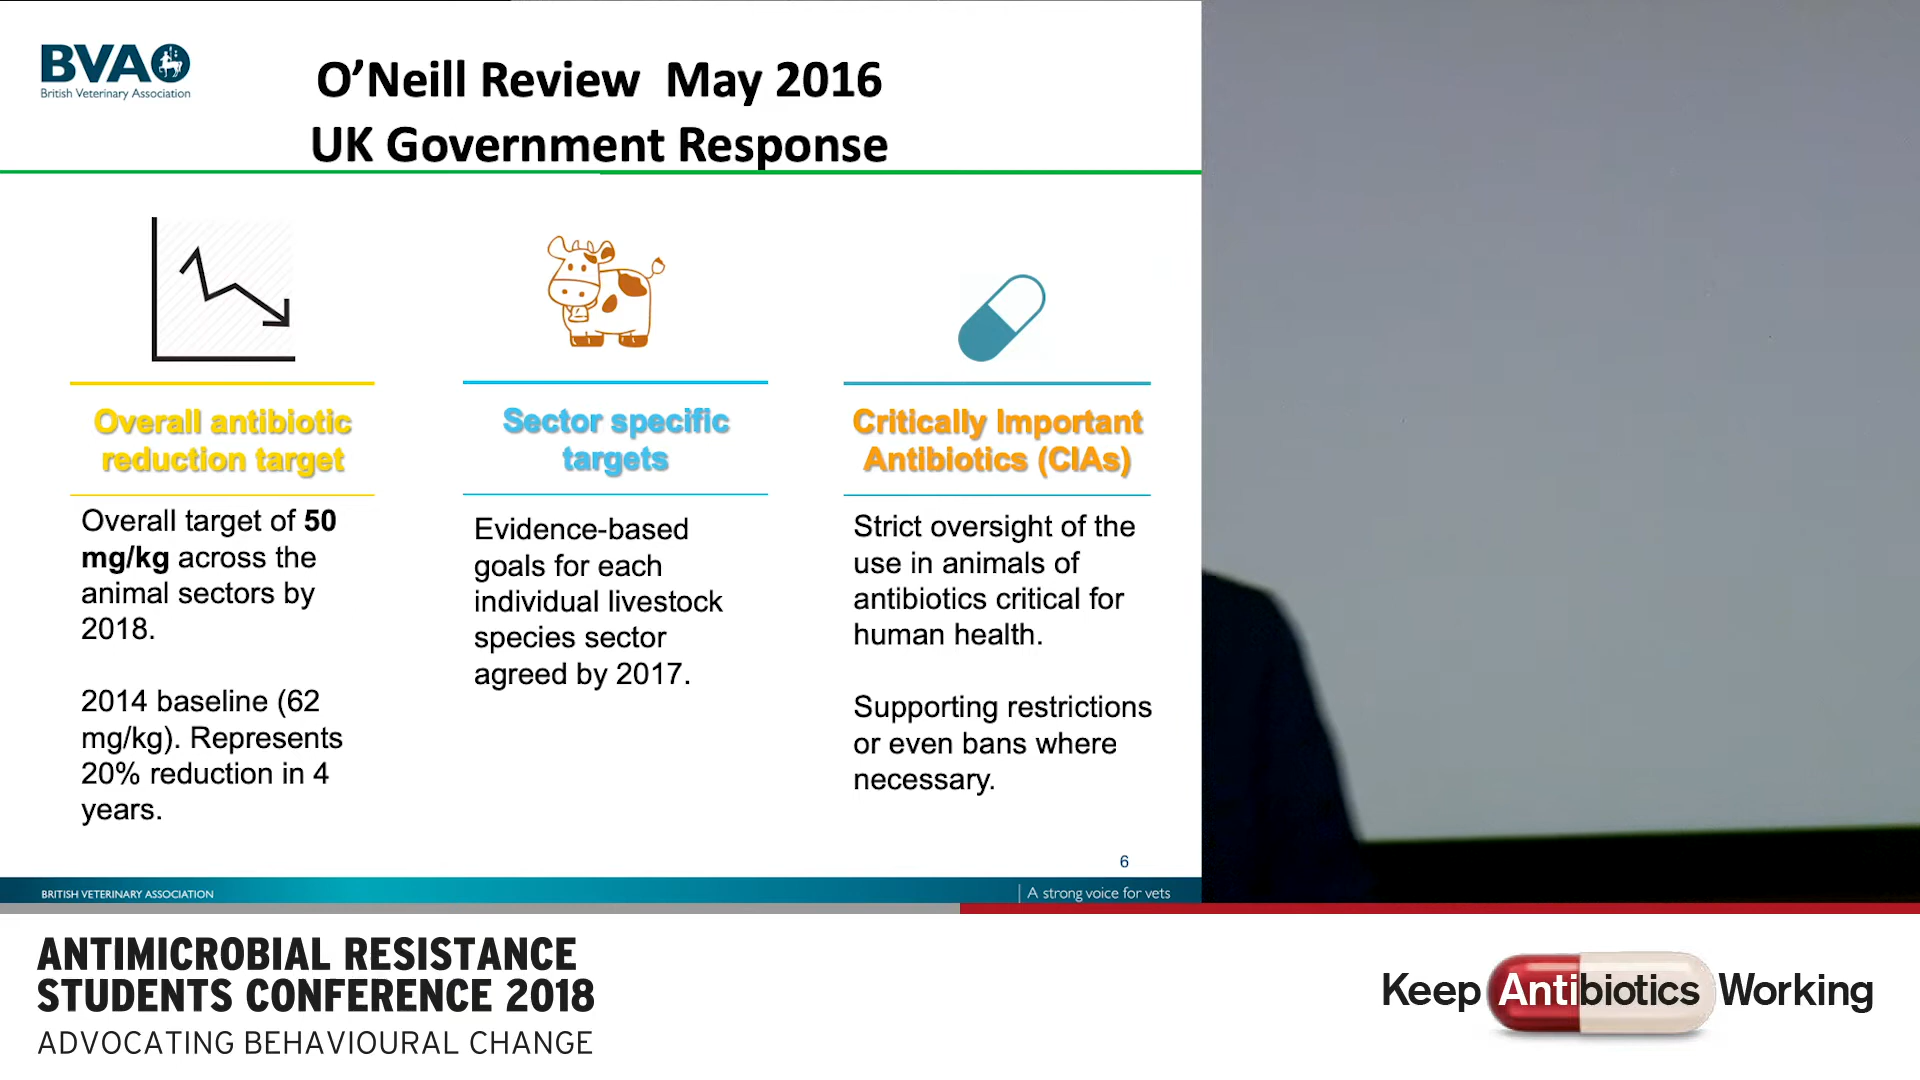 BVA
British Veterinary Association
O’Neill Review May 2016
UK Government Response
Overall antibiotic
reduction target
Overall target of 50
mg/kg across the
animal sectors by
2018.
2014 baseline (62
mg/kg). Represents
20% reduction in 4
years.
Sector specific
targets
Evidence-based
goals for each
individual livestock
species sector
agreed by 2017.
Critically Important
Antibiotics (CIAs)
Strict oversight of the
use in animals of
antibiotics critical for
human health.
Supporting restrictions
or even bans where
necessary.
6
BRITISH VETERINARY ASSOCIATION
A strong voice for vets
ANTIMICROBIAL RESISTANCE
STUDENTS CONFERENCE 2018
ADVOCATING BEHAVIOURAL CHANGE
Keep Antibiotics Working